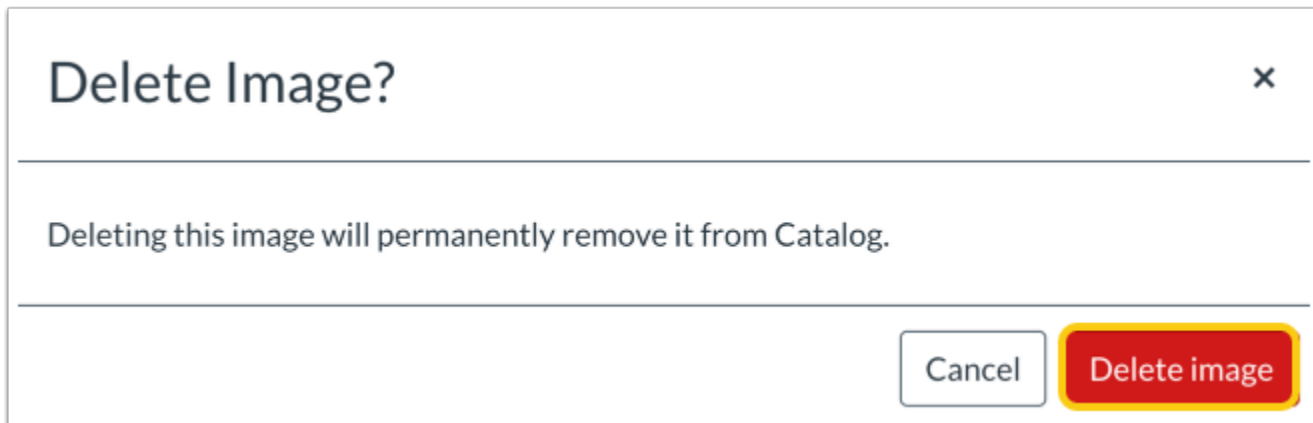 Delete Image?
Deleting this image will permanently remove it from Catalog.
Cancel
Delete image